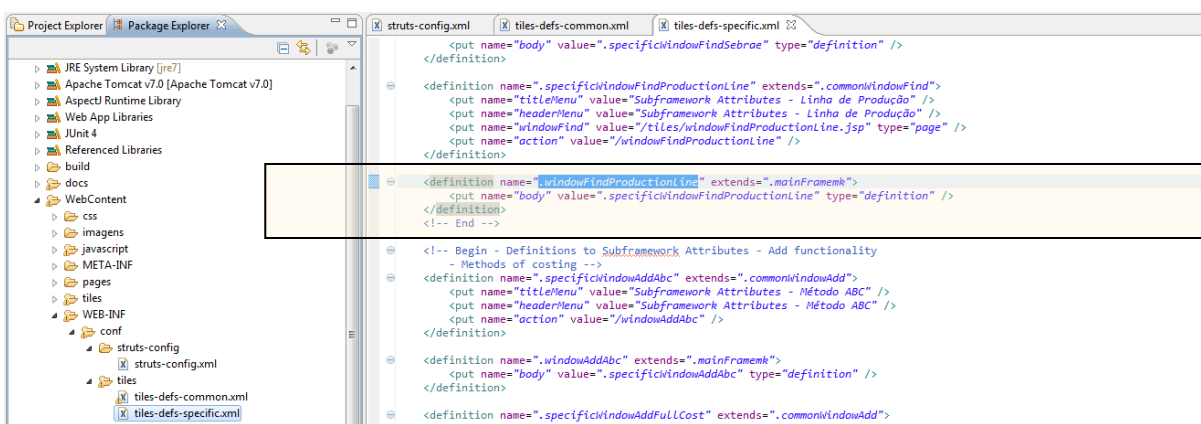 Project Explorer
Package Explorer
JRE System Library [jre7]
Apache Tomcat v7.0 [Apache Tomcat v7.0]
AspectJ Runtime Library
Web App Libraries
JUnit 4
Referenced Libraries
build
docs
WebContent
css
imagens
javascript
META-INF
pages
tiles
WEB-INF
conf
struts-config
struts-config.xml
tiles
tiles-defs-common.xml
tiles-defs-specific.xml
struts-config.xml
tiles-defs-common.xml
tiles-defs-specific.xml
<put name="body" value=".specificWindowFindSebrae" type="definition" />
</definition>
<definition name=".specificWindowFindProductionLine" extends=".commonWindowFind">
<put name="titleMenu" value="Subframework Attributes - Linha de Produção" />
<put name="headerMenu" value="Subframework Attributes - Linha de Produção" />
<put name="windowFind" value="/tiles/windowFindProductionLine.jsp" type="page" />
<put name="action" value="/windowFindProductionLine" />
</definition>
<definition name=".windowFindProductionLine" extends=".mainFramemk">
<put name="body" value=".specificWindowFindProductionLine" type="definition" />
</definition>
<!-- End -->
<!-- Begin - Definitions to Subframework Attributes - Add functionality
- Methods of costing -->
<definition name=".specificWindowAddAbc" extends=".commonWindowAdd">
<put name="titleMenu" value="Subframework Attributes - Método ABC" />
<put name="headerMenu" value="Subframework Attributes - Método ABC" />
<put name="action" value="/windowAddAbc" />
</definition>
<definition name=".windowAddAbc" extends=".mainFramemk">
<put name="body" value=".specificWindowAddAbc" type="definition" />
</definition>
<definition name=".specificWindowAddFullCost" extends=".commonWindowAdd">